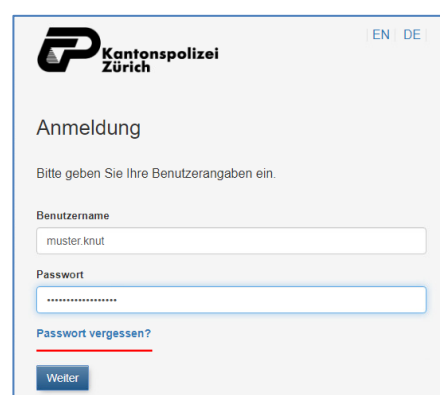 Kantonspolizei
Zürich
EN DE
Anmeldung
Bitte geben Sie Ihre Benutzerangaben ein.
Benutzername
muster.knut
Passwort
•••••••••••••••••
Passwort vergessen?
Weiter